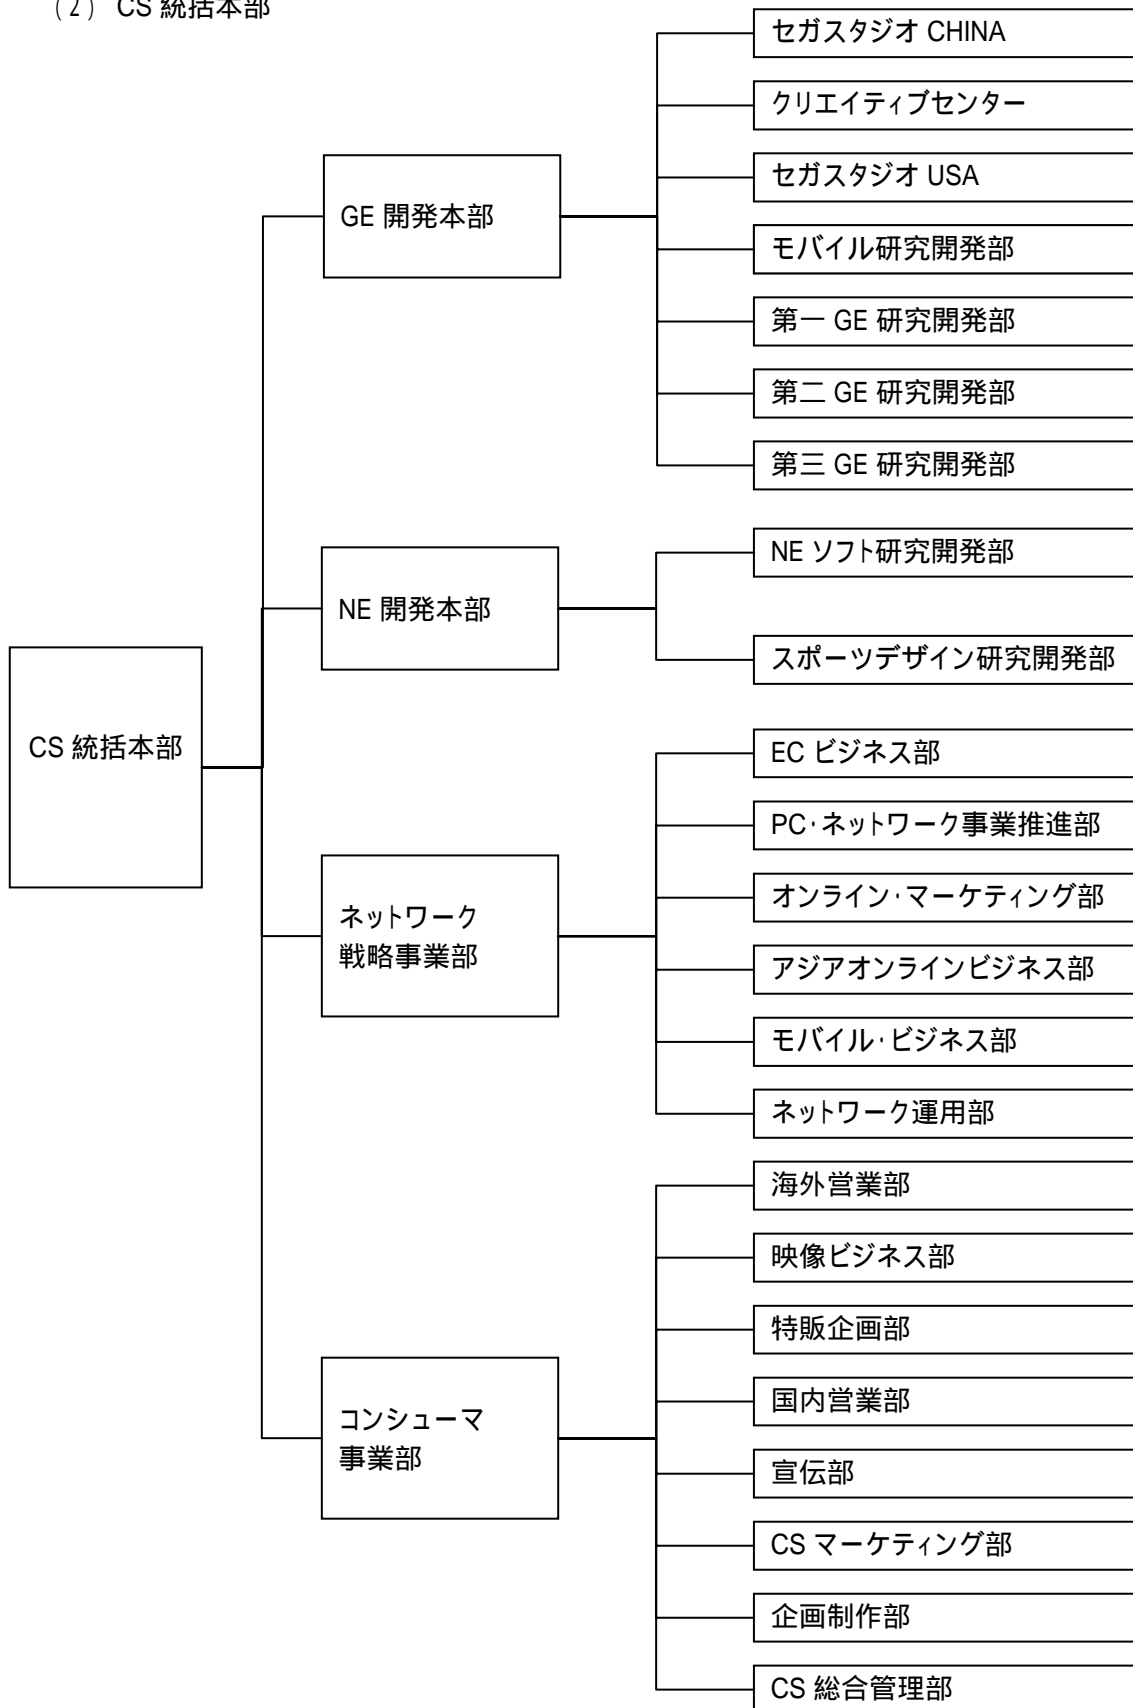 (2) CS 統括本部
セガスタジオ CHINA
クリエイティブセンター
セガスタジオ USA
GE 開発本部
モバイル研究開発部
第一 GE 研究開発部
第二 GE 研究開発部
第三 GE 研究開発部
NE ソフト研究開発部
NE 開発本部
スポーツデザイン研究開発部
CS 統括本部
EC ビジネス部
PC・ネットワーク事業推進部
オンライン・マーケティング部
ネットワーク
戦略事業部
アジアオンラインビジネス部
モバイル・ビジネス部
ネットワーク運用部
海外営業部
映像ビジネス部
特販企画部
国内営業部
コンシューマ
事業部
宣伝部
CS マーケティング部
企画制作部
CS 総合管理部